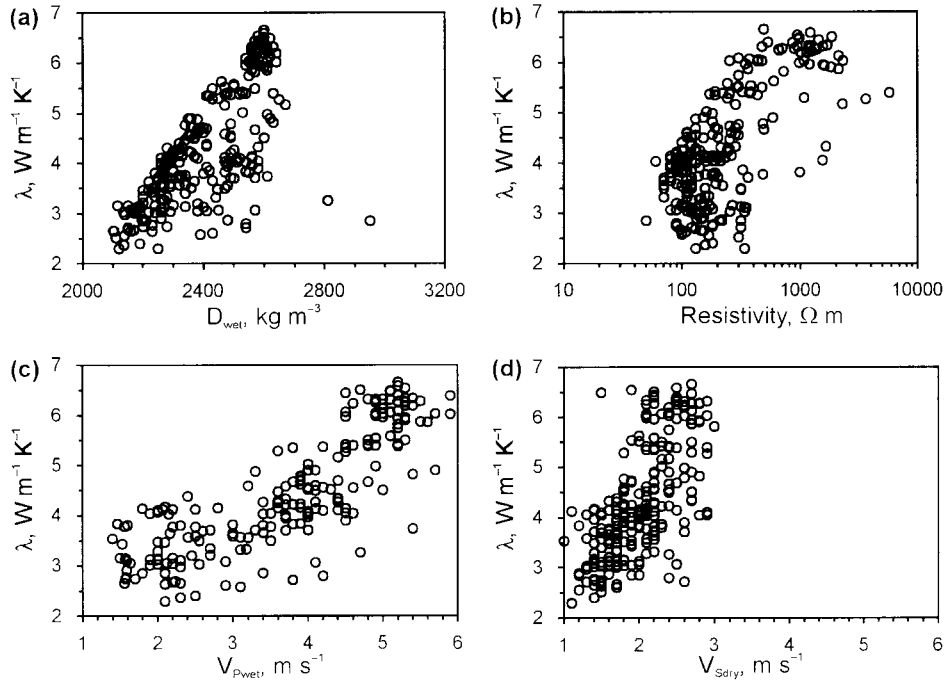 (a)
7
6
5
4
3
2
λ, W m⁻¹ K⁻¹
2000 2400 2800 3200
D_wet, kg m⁻³
(b)
7
6
5
4
3
2
λ, W m⁻¹ K⁻¹
10 100 1000 10000
Resistivity, Ω m
(c)
7
6
5
4
3
2
λ, W m⁻¹ K⁻¹
1 2 3 4 5 6
V_Pwet, m s⁻¹
(d)
7
6
5
4
3
2
λ, W m⁻¹ K⁻¹
1 2 3 4 5 6
V_Sdry, m s⁻¹